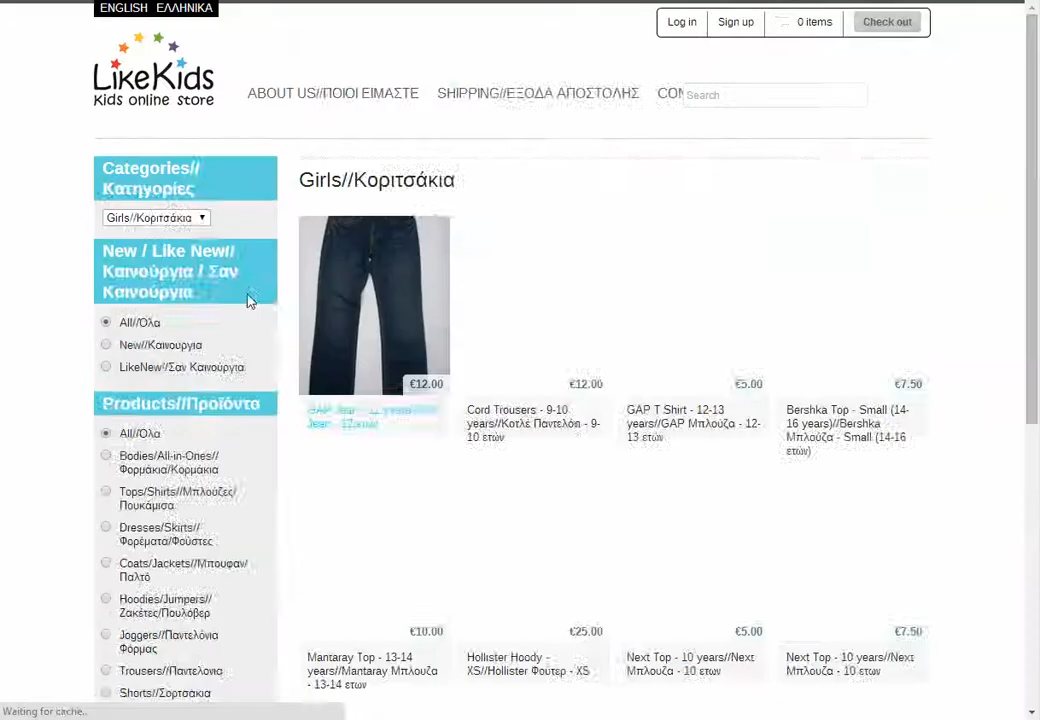 ENGLISH ΕΛΛΗΝΙΚΑ
Log in
Sign up
0 items
Check out
LikeKids
Kids online store
ABOUT US//ΠΟΙΟΙ ΕΙΜΑΣΤΕ
SHIPPING//ΕΞΟΔΑ ΑΠΟΣΤΟΛΗΣ
CON
Search
Categories//
Κατηγορίες
Girls//Κοριτσάκια
New / Like New//
Καινούργια / Σαν
Καινούργια
All//Όλα
New//Καινουργια
LikeNew//Σαν Καινούργια
Products//Προϊόντα
All//Όλα
Bodies/All-in-Ones//
Φορμάκια/Κορμάκια
Tops/Shirts//Μπλούζες/
Πουκάμισα
Dresses/Skirts//
Φορέματα/Φούστες
Coats/Jackets//Μπουφαν/
Παλτό
Hoodies/Jumpers//
Ζακέτες/Πουλόβερ
Joggers//Παντελόνια
Φόρμας
Trousers//Παντελονια
Shorts//Σορτσακια
Girls//Κοριτσάκια
€12.00
€12.00
Cord Trousers - 9-10
years//Κοτλέ Παντελόνι - 9-
10 ετών
€5.00
GAP T Shirt - 12-13
years//GAP Μπλούζα - 12-
13 ετών
€7.50
Bershka Top - Small (14-
16 years)//Bershka
Μπλούζα - Small (14-16
ετών)
€10.00
Mantaray Top - 13-14
years//Mantaray Μπλουζα
- 13-14 ετων
€25.00
Hollister Hoody -
XS//Hollister Φούτερ - XS
€5.00
Next Top - 10 years//Next
Μπλουζα - 10 ετων
€7.50
Next Top - 10 years//Next
Μπλουζα - 10 ετων
Waiting for cache..